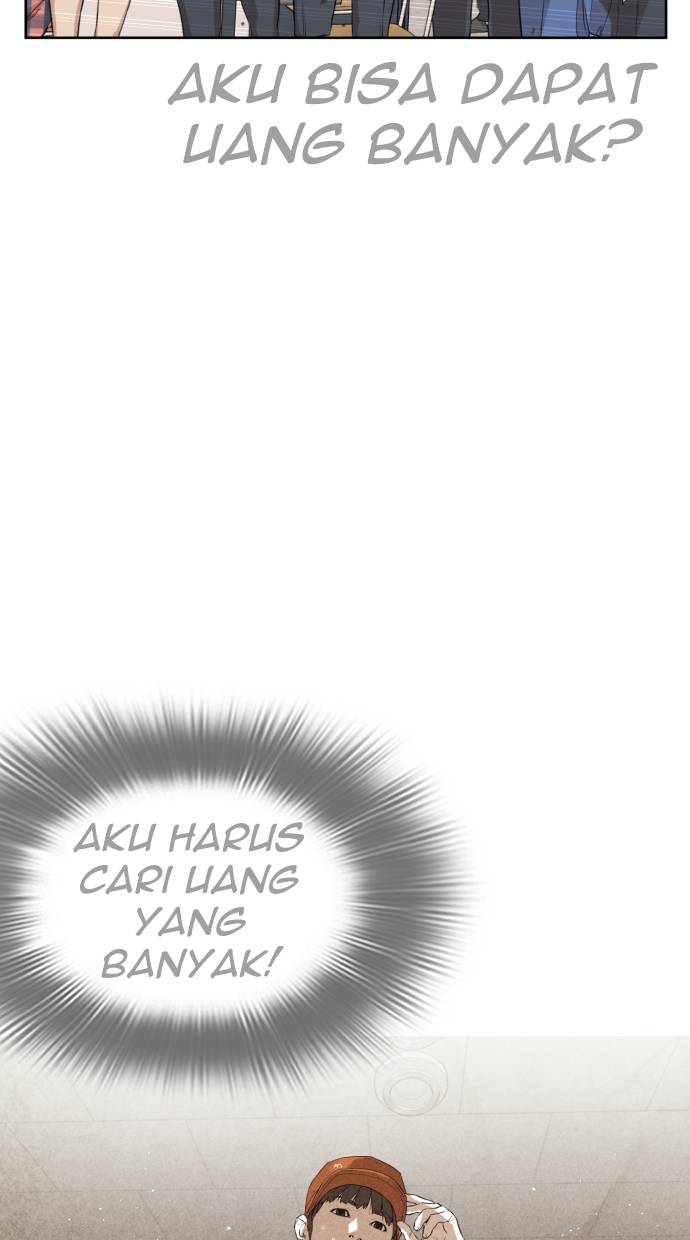 AKU BISA DAPAT
UANG BANYAK?
AKU HARUS
CARI UANG
YANG
BANYAK!